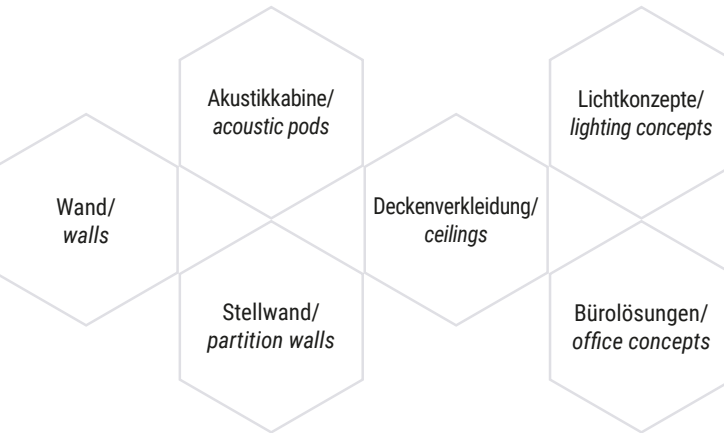 Akustikkabine/
acoustic pods
Lichtkonzepte/
lighting concepts
Wand/
walls
Deckenverkleidung/
ceilings
Stellwand/
partition walls
Bürolösungen/
office concepts